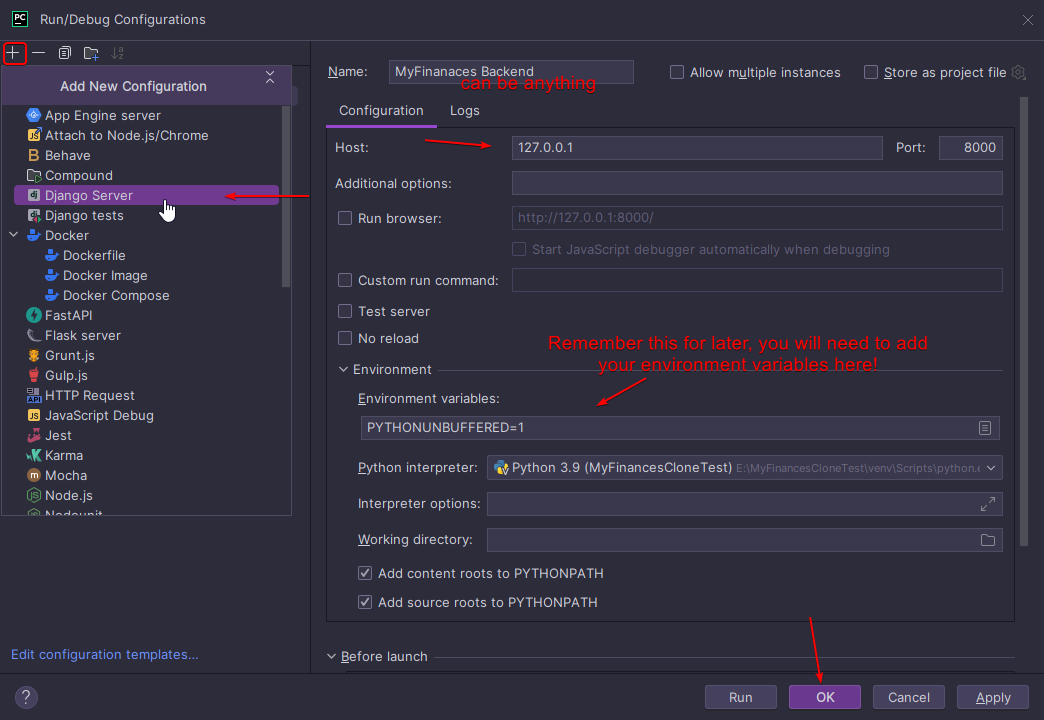 PC
Run/Debug Configurations
Add New Configuration
App Engine server
Attach to Node.js/Chrome
Behave
Compound
Django Server
Django tests
Docker
Dockerfile
Docker Image
Docker Compose
FastAPI
Flask server
Grunt.js
Gulp.js
HTTP Request
JavaScript Debug
Jest
Karma
Mocha
Node.js
Nodeunit
Edit configuration templates...
Name:
MyFinanaces Backend
can be anything
Allow multiple instances
Store as project file
Configuration
Logs
Host:
127.0.0.1
Port:
8000
Additional options:
Run browser:
http://127.0.0.1:8000/
Start JavaScript debugger automatically when debugging
Custom run command:
Test server
No reload
Remember this for later, you will need to add
your environment variables here!
Environment
Environment variables:
PYTHONUNBUFFERED=1
Python interpreter:
Python 3.9 (MyFinancesCloneTest) E:\MyFinancesCloneTest\venv\Scripts\python.e
Interpreter options:
Working directory:
Add content roots to PYTHONPATH
Add source roots to PYTHONPATH
Before launch
?
Run
OK
Cancel
Apply